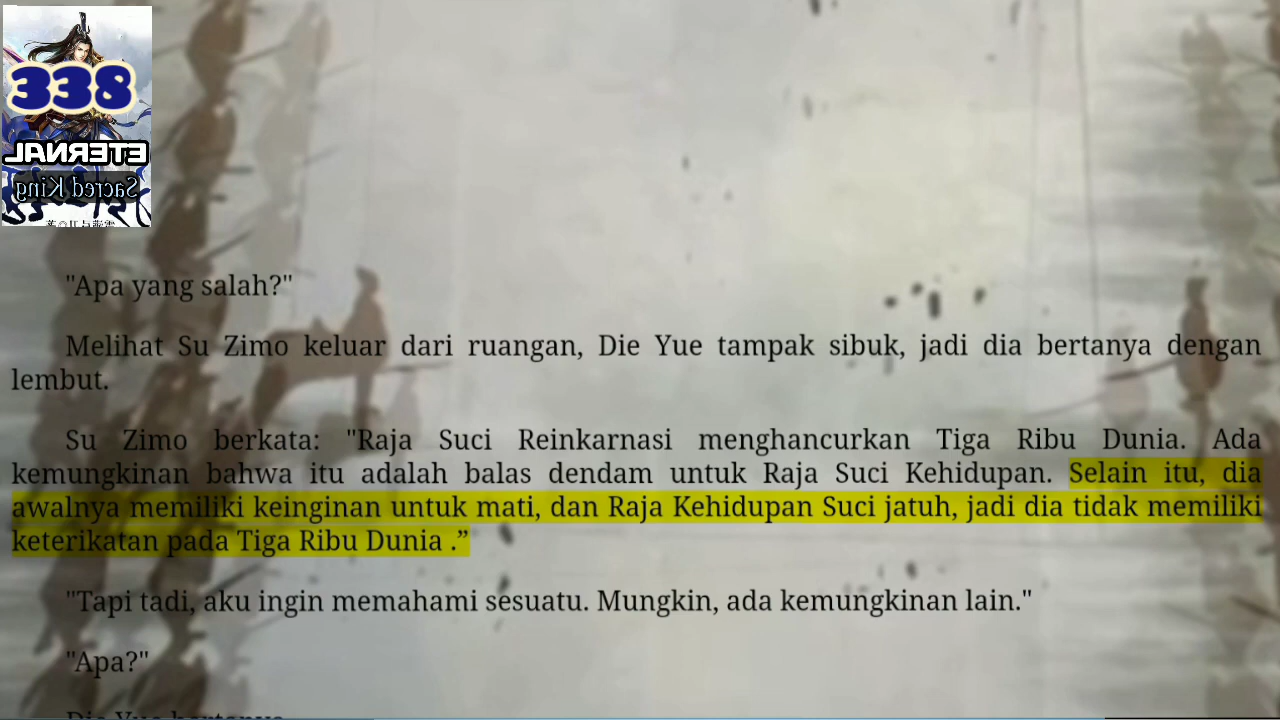 338
ETERNAL
Sacred King
"Apa yang salah?"
Melihat Su Zimo keluar dari ruangan, Die Yue tampak sibuk, jadi dia bertanya dengan
lembut.
Su Zimo berkata: "Raja Suci Reinkarnasi menghancurkan Tiga Ribu Dunia. Ada
kemungkinan bahwa itu adalah balas dendam untuk Raja Suci Kehidupan. Selain itu, dia
awalnya memiliki keinginan untuk mati, dan Raja Kehidupan Suci jatuh, jadi dia tidak memiliki
keterikatan pada Tiga Ribu Dunia .”
"Tapi tadi, aku ingin memahami sesuatu. Mungkin, ada kemungkinan lain."
"Apa?"
Die Yue bertanya.